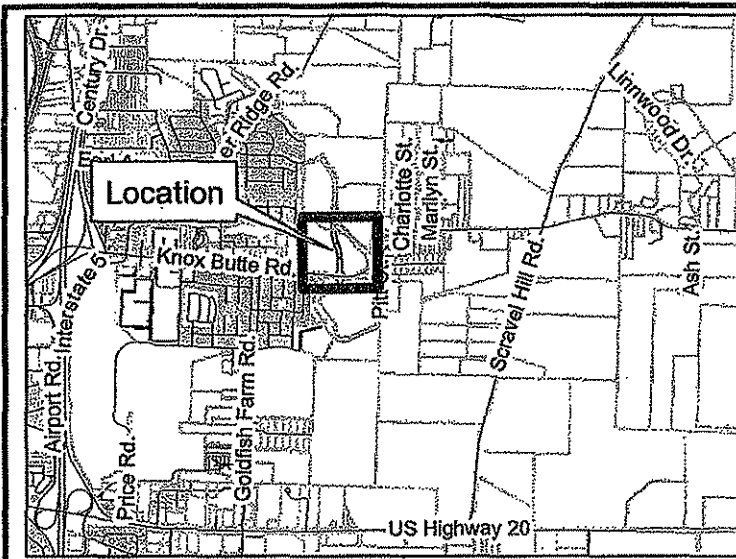 Century Dr.
er Ridge Rd.
Linnwood Dr.
Location
Charlotte St.
Marilyn St.
Knox Butte Rd.
Interstate 5
Airport Rd.
Scravel Hill Rd.
Ash St.
Goldfish Farm Rd.
Price Rd.
US Highway 20